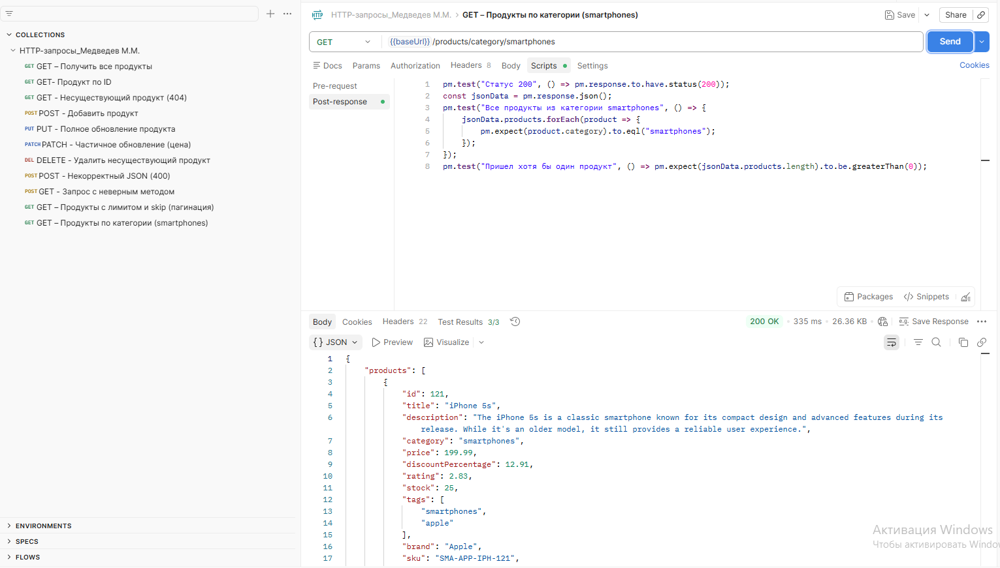 COLLECTIONS
HTTP-запросы_Медведев М.М.
GET GET – Получить все продукты
GET GET- Продукт по ID
GET GET - Несуществующий продукт (404)
POST POST - Добавить продукт
PUT PUT - Полное обновление продукта
PATCH PATCH - Частичное обновление (цена)
DEL DELETE - Удалить несуществующий продукт
POST POST - Некорректный JSON (400)
POST GET - Запрос с неверным методом
GET GET – Продукты с лимитом и skip (пагинация)
GET GET – Продукты по категории (smartphones)
ENVIRONMENTS
SPECS
FLOWS
HTTP HTTP-запросы_Медведев М.М. > GET – Продукты по категории (smartphones)
Save Share
GET {{baseUrl}} /products/category/smartphones Send
Docs Params Authorization Headers 8 Body Scripts Settings Cookies
Pre-request
Post-response
1 pm.test("Статус 200", () => pm.response.to.have.status(200));
2 const jsonData = pm.response.json();
3 pm.test("Все продукты из категории smartphones", () => {
4 jsonData.products.forEach(product => {
5 pm.expect(product.category).to.eql("smartphones");
6 });
7 });
8 pm.test("Пришел хотя бы один продукт", () => pm.expect(jsonData.products.length).to.be.greaterThan(0));
Packages Snippets
Body Cookies Headers 22 Test Results 3/3 200 OK 335 ms 26.36 KB e.g. Save Response
{} JSON Preview Visualize
1 {
2 "products": [
3 {
4 "id": 121,
5 "title": "iPhone 5s",
6 "description": "The iPhone 5s is a classic smartphone known for its compact design and advanced features during its
release. While it's an older model, it still provides a reliable user experience.",
7 "category": "smartphones",
8 "price": 199.99,
9 "discountPercentage": 12.91,
10 "rating": 2.83,
11 "stock": 25,
12 "tags": [
13 "smartphones",
14 "apple"
15 ],
16 "brand": "Apple",
17 "sku": "SMA-APP-IPH-121",
Активация Windows
Чтобы активировать Windo